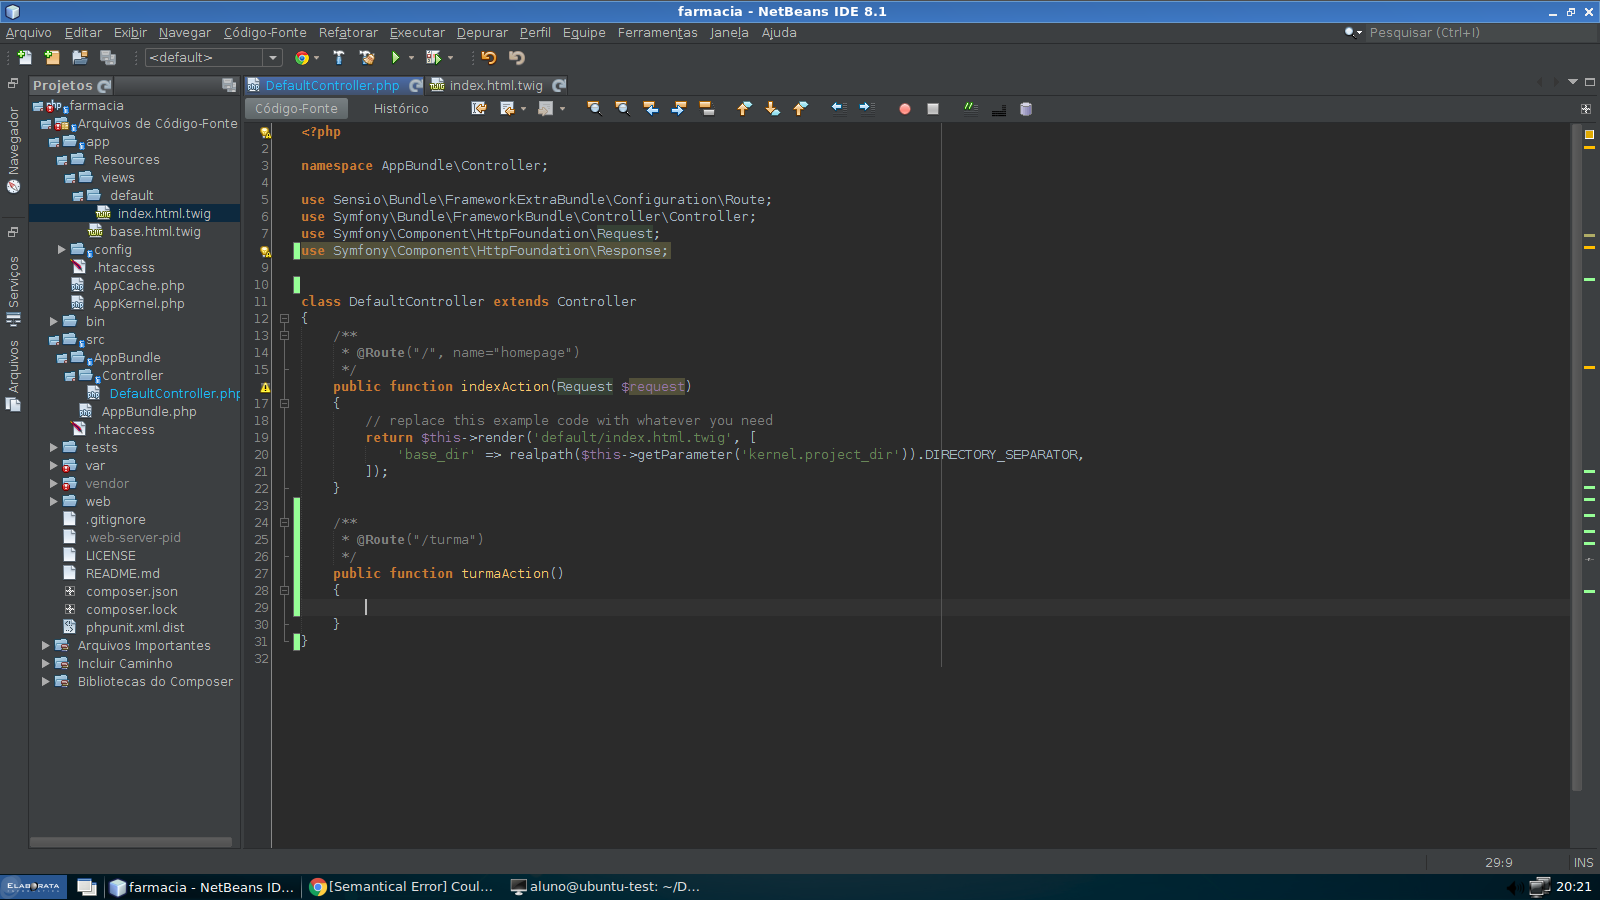 farmacia - NetBeans IDE 8.1
Arquivo Editar Exibir Navegar Código-Fonte Refatorar Executar Depurar Perfil Equipe Ferramentas Janela Ajuda
Pesquisar (Ctrl+I)
<default>
Projetos
DefaultController.php
index.html.twig
Código-Fonte
Histórico
Navegador
Serviços
Arquivos
farmacia
Arquivos de Código-Fonte
app
Resources
views
default
index.html.twig
base.html.twig
config
.htaccess
AppCache.php
AppKernel.php
bin
src
AppBundle
Controller
DefaultController.php
AppBundle.php
.htaccess
tests
var
vendor
web
.gitignore
.web-server-pid
LICENSE
README.md
composer.json
composer.lock
phpunit.xml.dist
Arquivos Importantes
Incluir Caminho
Bibliotecas do Composer
<?php
2
3 namespace AppBundle\Controller;
4
5 use Sensio\Bundle\FrameworkExtraBundle\Configuration\Route;
6 use Symfony\Bundle\FrameworkBundle\Controller\Controller;
7 use Symfony\Component\HttpFoundation\Request;
use Symfony\Component\HttpFoundation\Response;
9
10
11 class DefaultController extends Controller
12 {
13 /**
14 * @Route("/", name="homepage")
15 */
public function indexAction(Request $request)
17 {
18 // replace this example code with whatever you need
19 return $this->render('default/index.html.twig', [
20 'base_dir' => realpath($this->getParameter('kernel.project_dir')).DIRECTORY_SEPARATOR,
21 ]);
22 }
23
24 /**
25 * @Route("/turma")
26 */
27 public function turmaAction()
28 {
29
30 }
31 }
32
29:9 INS
ELABORATA
farmacia - NetBeans ID...
[Semantical Error] Coul...
aluno@ubuntu-test: ~/D...
20:21